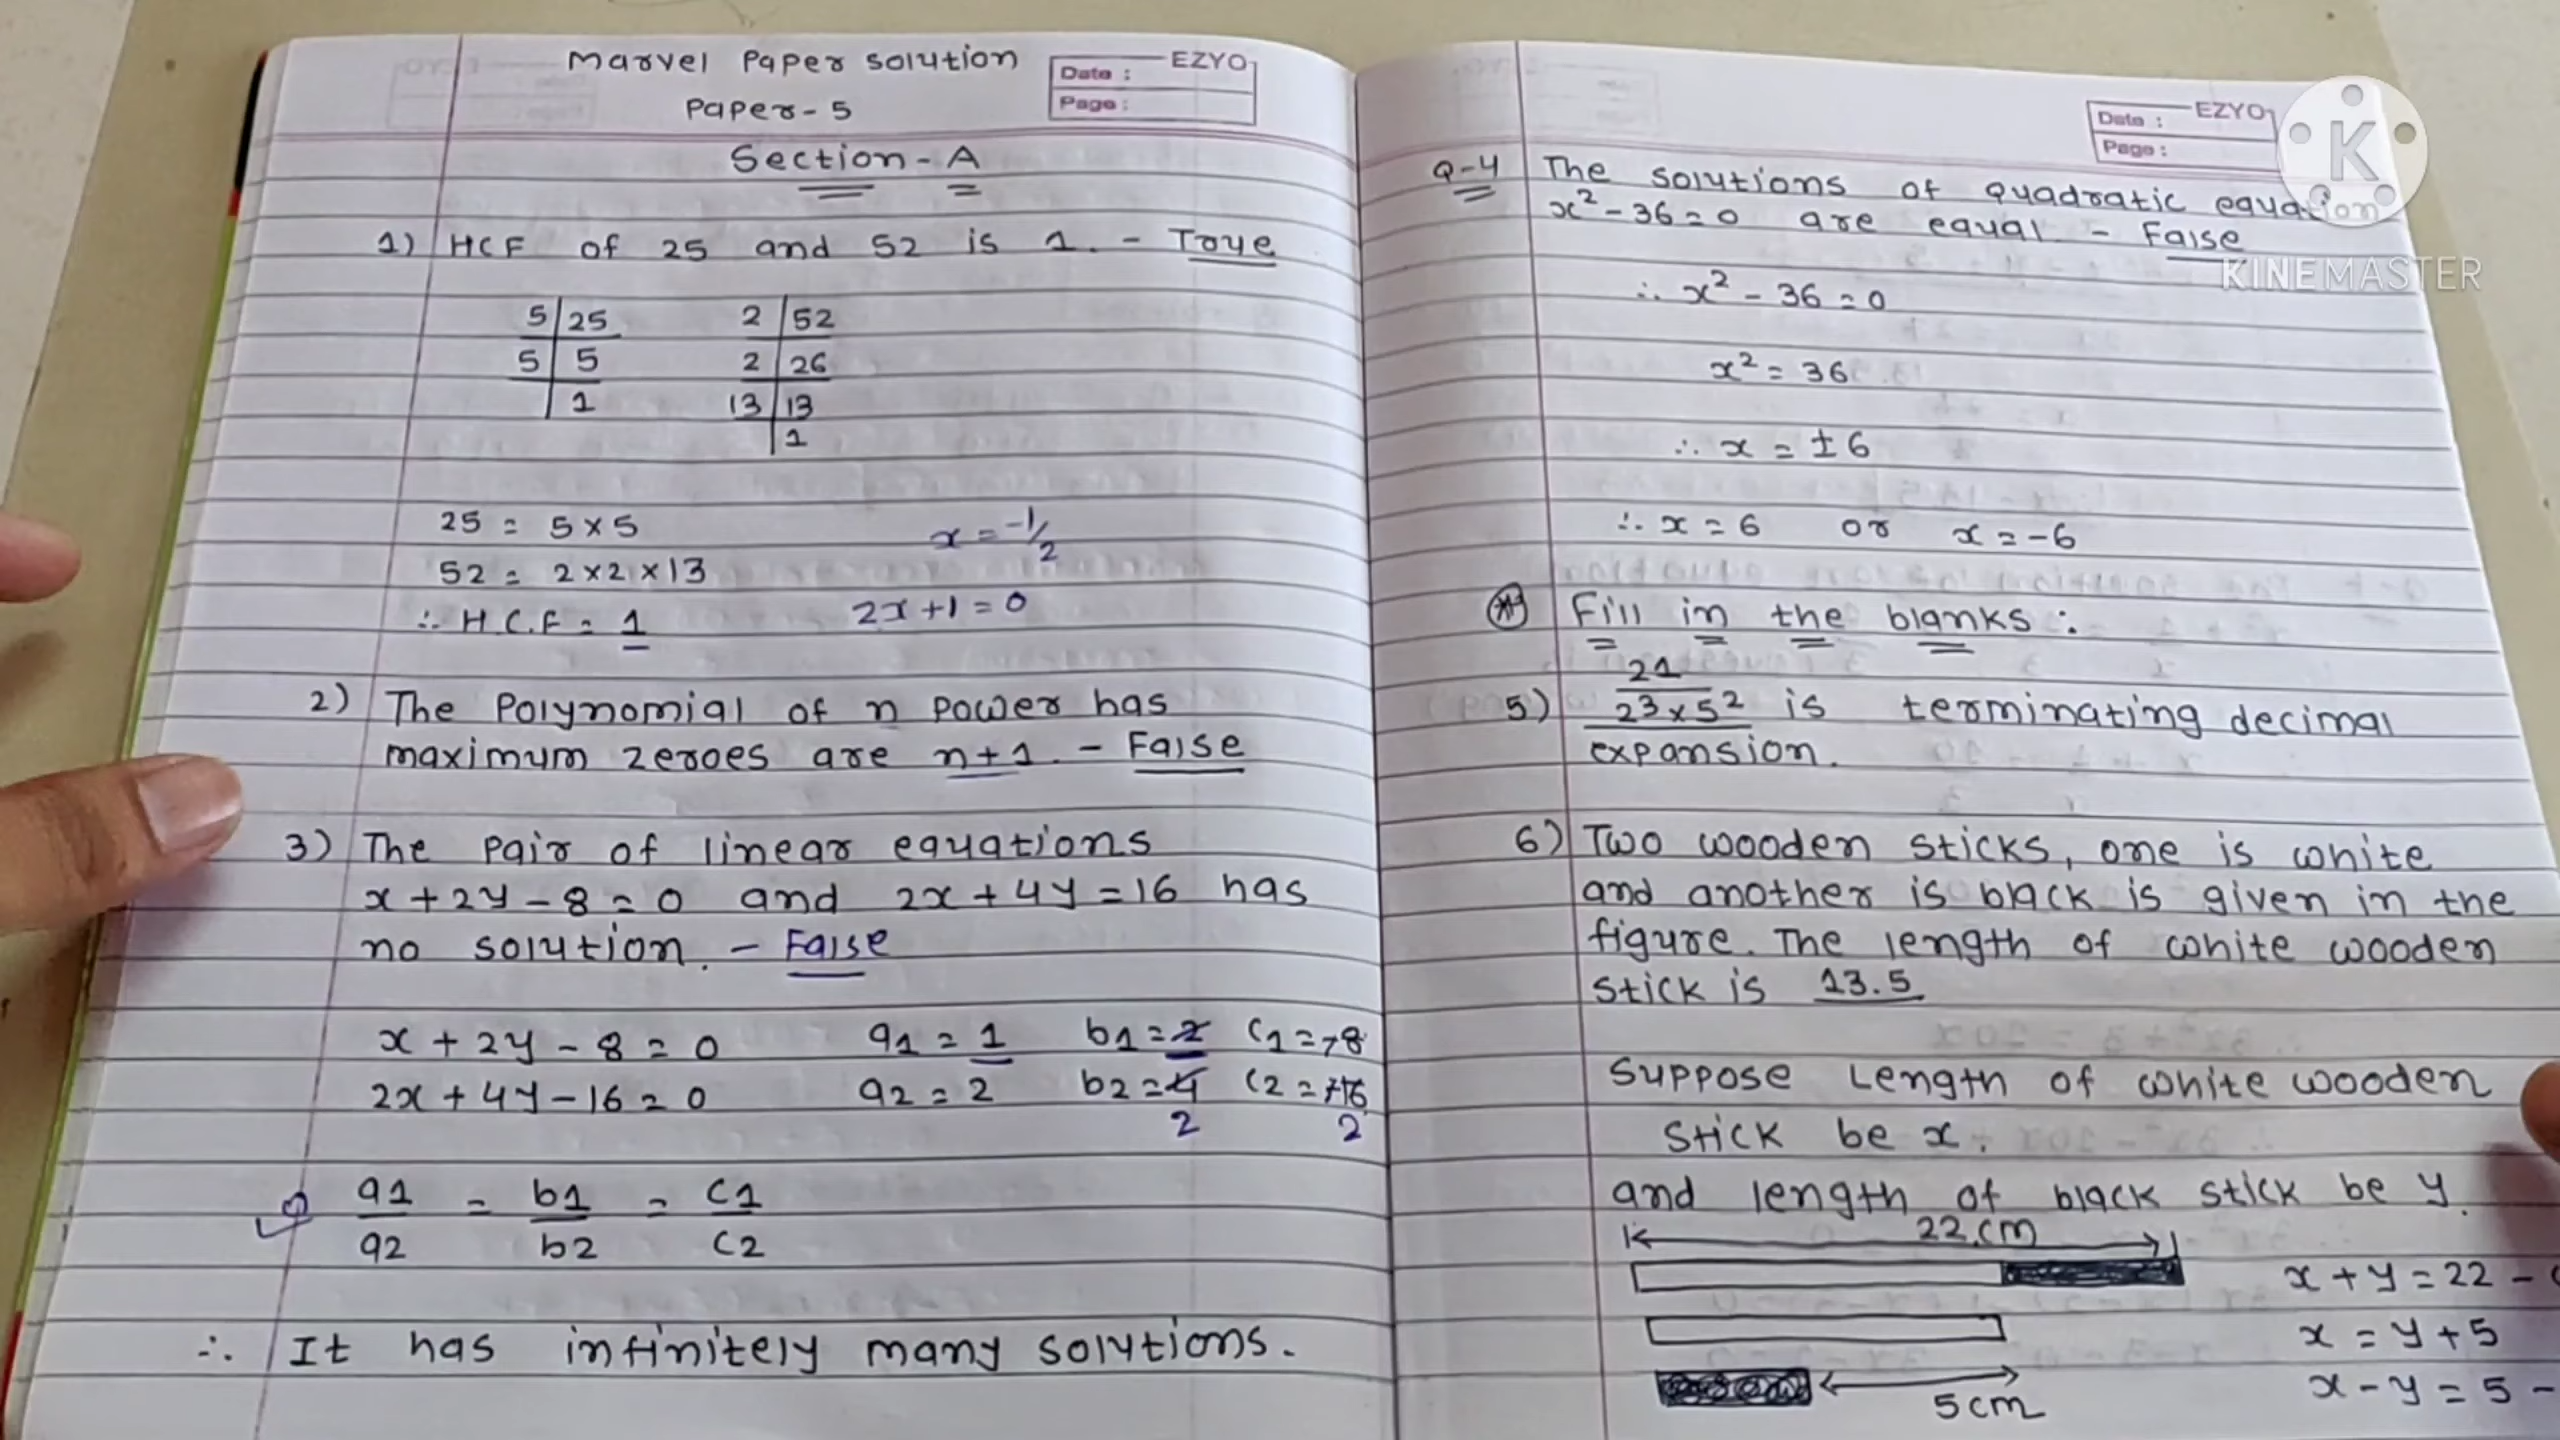 Marvel Paper solution
Paper-5
EZYO
Date :
Page :
Section - A
1) HCF of 25 and 52 is 1. - True
5 25 2 52
5 5 2 26
1 13 13
1
25 = 5 × 5
x = -1/2
52 = 2×2×13
2x+1=0
∴ H.C.F = 1
2) The Polynomial of n power has
maximum zeroes are n+1. - False
3) The Pair of linear equations
x+2y-8=0 and 2x+4y=16 has
no solution. - False
x+2y-8=0 a1=1 b1=2 c1=-8
2x+4y-16=0 a2=2 b2=4 c2=-16
2 2
a1/a2 = b1/b2 = c1/c2
∴ It has infinitely many solutions.
EZYO
Date :
Page :
K
KINEMASTER
Q-4 The solutions of quadratic equation
x²-36=0 are equal - False
∴ x² - 36 = 0
x² = 36
∴ x = ±6
∴ x = 6 or x = -6
Fill in the blanks :
5) 21/2³×5² is terminating decimal
expansion.
6) Two wooden sticks, one is white
and another is black is given in the
figure. The length of white wooden
stick is 13.5
Suppose Length of white wooden
stick be x.
and length of black stick be y.
22 cm
x+y=22 -
x = y+5
x-y=5 -
5cm